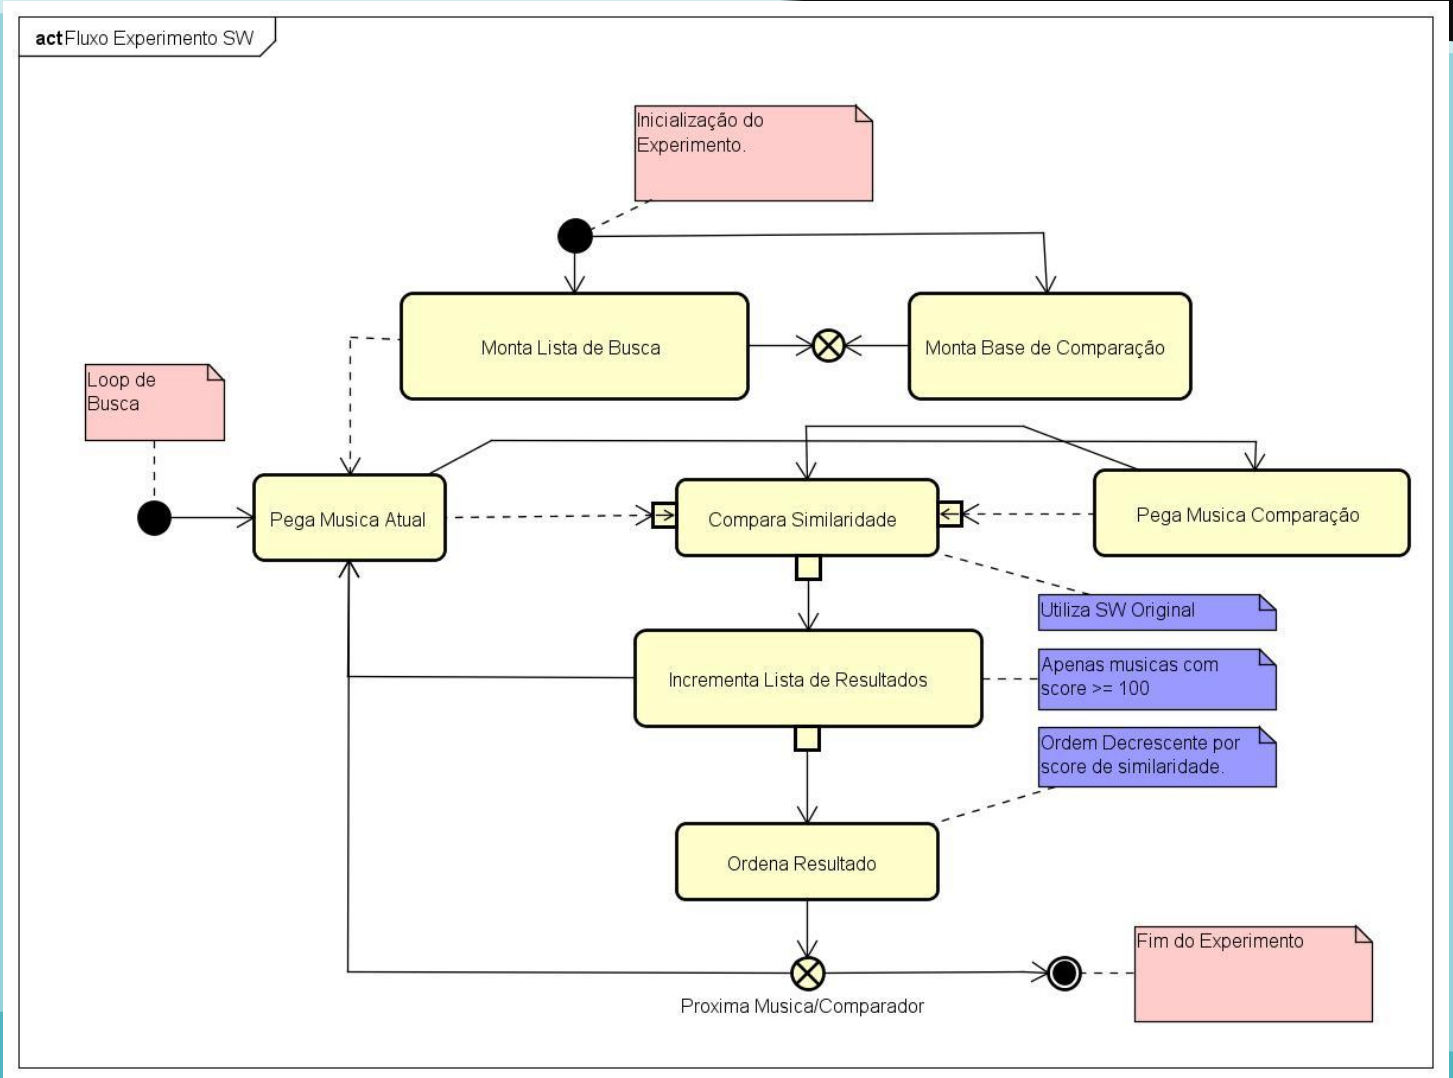 act Fluxo Experimento SW
Inicialização do
Experimento.
Monta Lista de Busca
Monta Base de Comparação
Loop de
Busca
Pega Musica Atual
Compara Similaridade
Pega Musica Comparação
Utiliza SW Original
Apenas musicas com
score >= 100
Incrementa Lista de Resultados
Ordem Decrescente por
score de similaridade.
Ordena Resultado
Fim do Experimento
Proxima Musica/Comparador